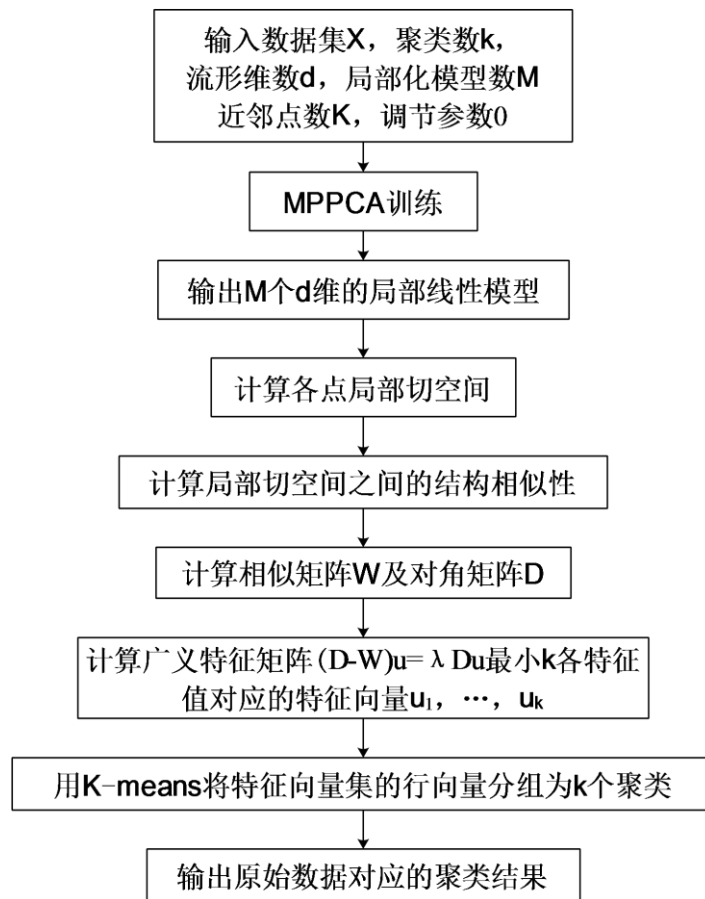 输入数据集X，聚类数k，
流形维数d，局部化模型数M
近邻点数K，调节参数0
MPPCA训练
输出M个d维的局部线性模型
计算各点局部切空间
计算局部切空间之间的结构相似性
计算相似矩阵W及对角矩阵D
计算广义特征矩阵(D-W)u=λDu最小k各特征
值对应的特征向量u₁，…，uₖ
用K-means将特征向量集的行向量分组为k个聚类
输出原始数据对应的聚类结果